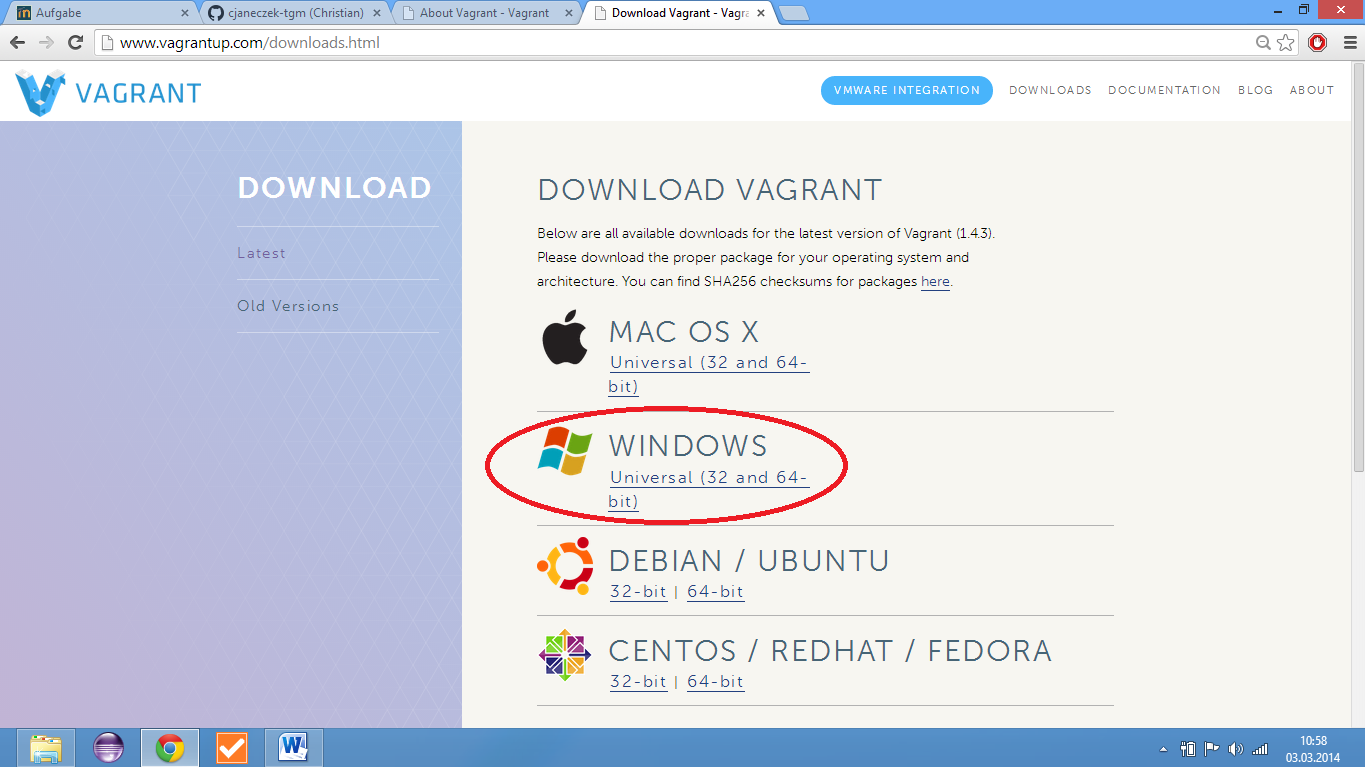 Aufgabe
cjaneczek-tgm (Christian)
About Vagrant - Vagrant
Download Vagrant - Vagra
www.vagrantup.com/downloads.html
VAGRANT
VMWARE INTEGRATION
DOWNLOADS
DOCUMENTATION
BLOG
ABOUT
DOWNLOAD
Latest
Old Versions
DOWNLOAD VAGRANT
Below are all available downloads for the latest version of Vagrant (1.4.3).
Please download the proper package for your operating system and
architecture. You can find SHA256 checksums for packages here.
MAC OS X
Universal (32 and 64-
bit)
WINDOWS
Universal (32 and 64-
bit)
DEBIAN / UBUNTU
32-bit | 64-bit
CENTOS / REDHAT / FEDORA
32-bit | 64-bit
10:58
03.03.2014